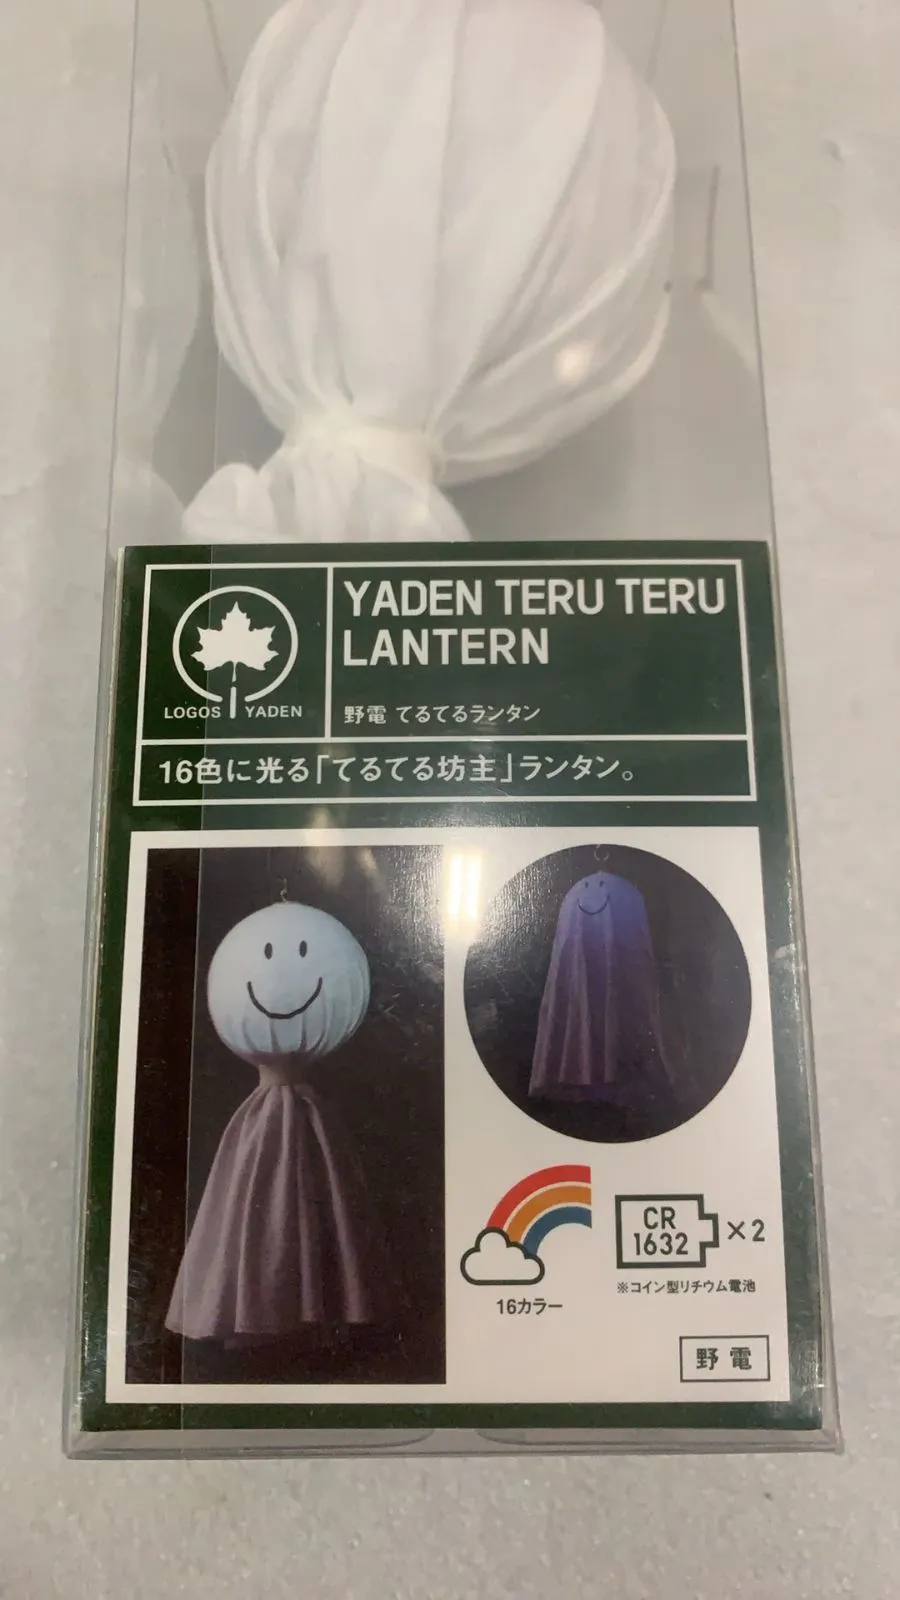 YADEN TERU TERU
LANTERN
LOGOS YADEN
野電 てるてるランタン
16色に光る「てるてる坊主」ランタン。
16カラー
CR
1632
×2
※コイン型リチウム電池
野電